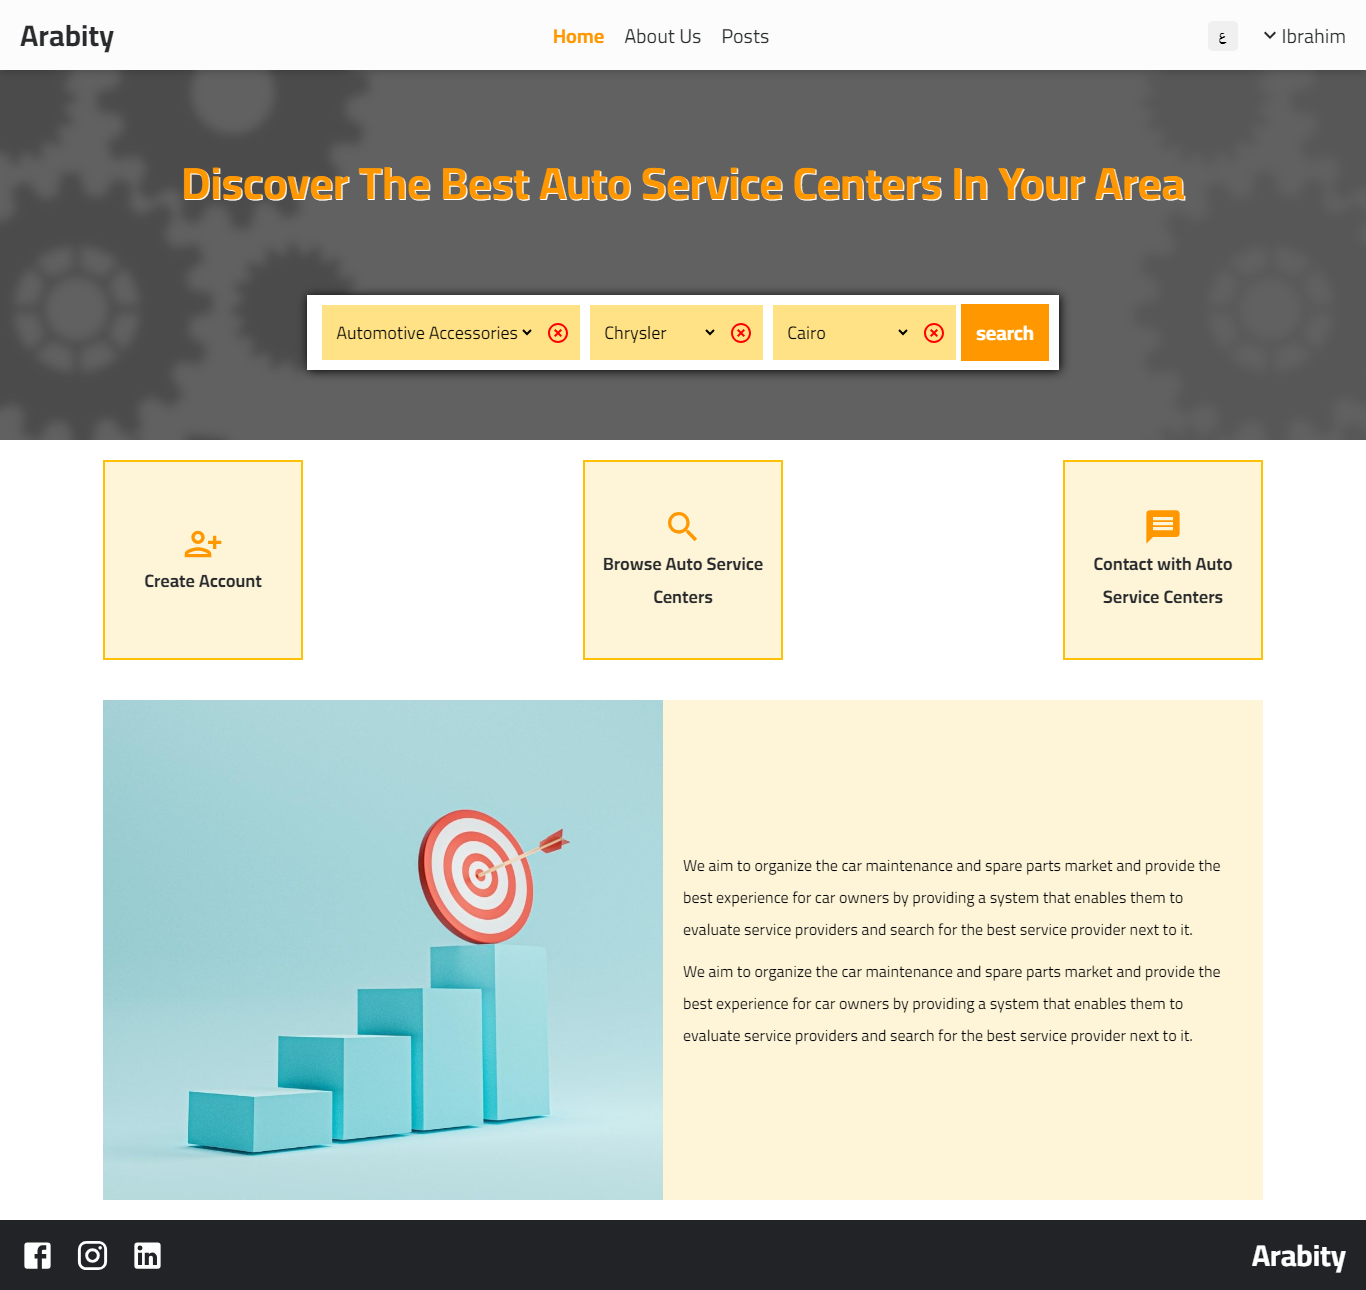 Arabity
Home About Us Posts
ع
Ibrahim
Discover The Best Auto Service Centers In Your Area
Automotive Accessories
Chrysler
Cairo
search
Create Account
Browse Auto Service
Centers
Contact with Auto
Service Centers
We aim to organize the car maintenance and spare parts market and provide the
best experience for car owners by providing a system that enables them to
evaluate service providers and search for the best service provider next to it.
We aim to organize the car maintenance and spare parts market and provide the
best experience for car owners by providing a system that enables them to
evaluate service providers and search for the best service provider next to it.
Arabity